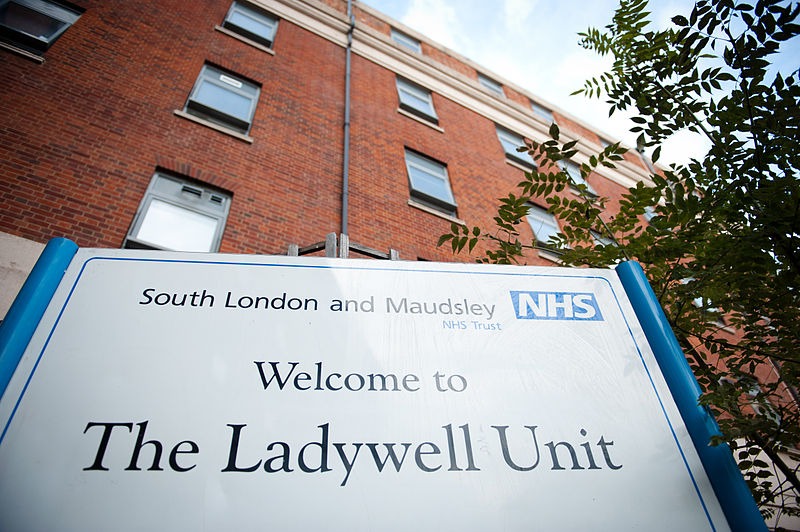 South London and Maudsley NHS
NHS Trust
Welcome to
The Ladywell Unit